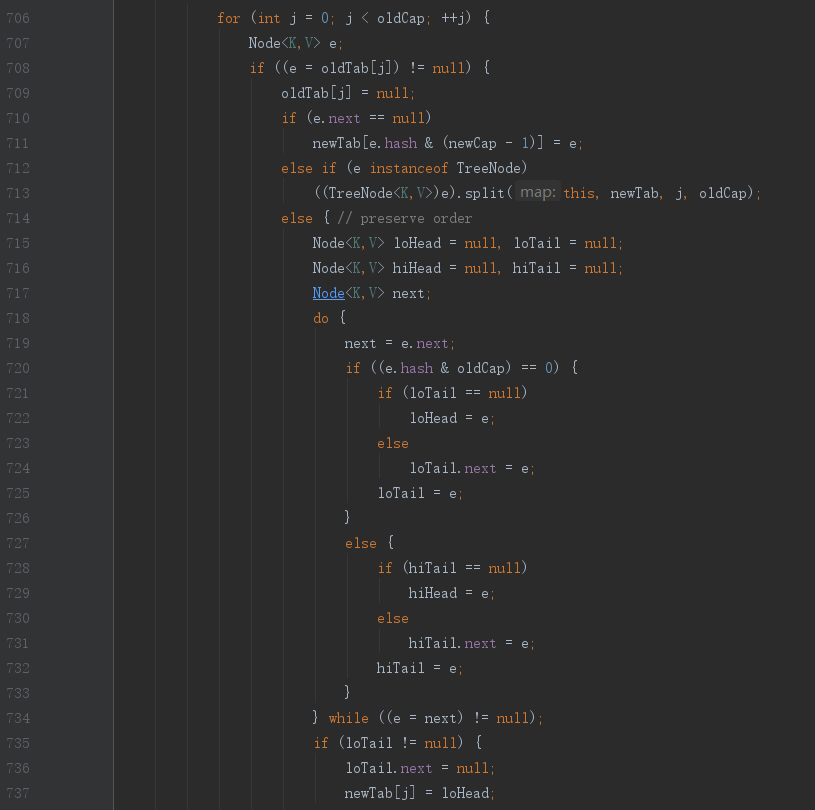 706 for (int j = 0; j < oldCap; ++j) {
707 Node<K,V> e;
708 if ((e = oldTab[j]) != null) {
709 oldTab[j] = null;
710 if (e.next == null)
711 newTab[e.hash & (newCap - 1)] = e;
712 else if (e instanceof TreeNode)
713 ((TreeNode<K,V>)e).split( map: this, newTab, j, oldCap);
714 else { // preserve order
715 Node<K,V> loHead = null, loTail = null;
716 Node<K,V> hiHead = null, hiTail = null;
717 Node<K,V> next;
718 do {
719 next = e.next;
720 if ((e.hash & oldCap) == 0) {
721 if (loTail == null)
722 loHead = e;
723 else
724 loTail.next = e;
725 loTail = e;
726 }
727 else {
728 if (hiTail == null)
729 hiHead = e;
730 else
731 hiTail.next = e;
732 hiTail = e;
733 }
734 } while ((e = next) != null);
735 if (loTail != null) {
736 loTail.next = null;
737 newTab[j] = loHead;